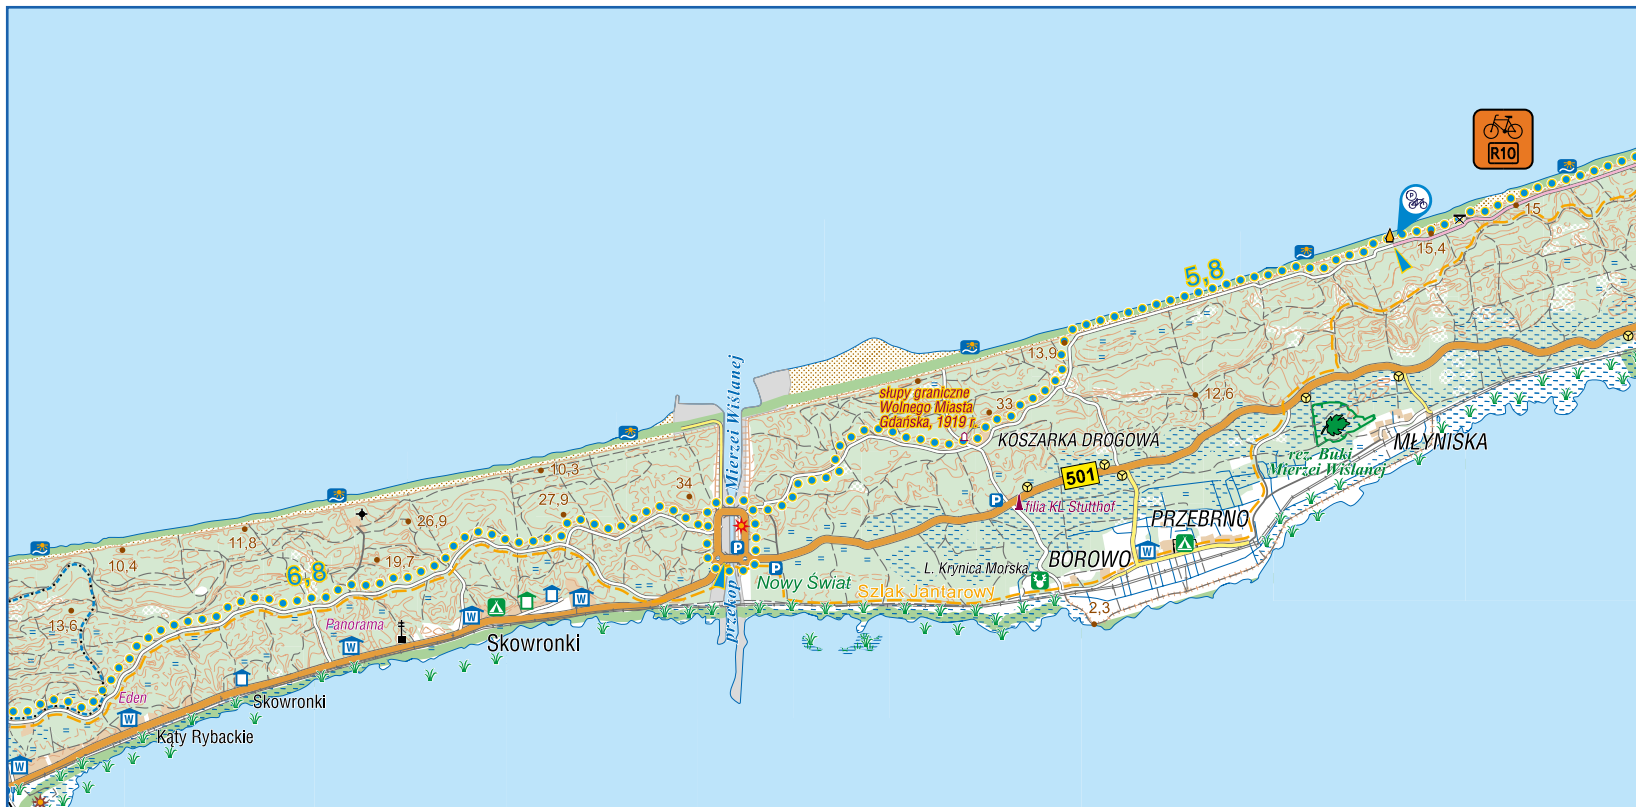 R10
P
15
15,4
5,8
13,9
12,6
słupy graniczne
Wolnego Miasta
Gdańska, 1919 r.
33
KOSZARKA DROGOWA
MŁYNISKA
rez. Buki
Mierzei Wiślanej
przekop Mierzei Wiślanej
501
P
filia KL Stutthof
PRZEBRNO
W
BOROWO
L. Krynica Morska
2,3
10,3
27,9
34
26,9
11,8
19,7
10,4
6,8
13,6
P
P
Nowy Świat
Szlak Jantarowy
Panorama
W
W
W
Skowronki
Eden
Skowronki
W
Kąty Rybackie
W